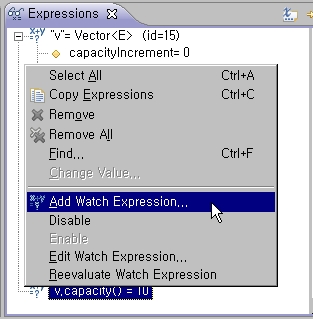 Expressions
"v"= Vector<E> (id=15)
capacityIncrement= 0
Select All Ctrl+A
Copy Expressions Ctrl+C
Remove
Remove All
Find... Ctrl+F
Change Value...
Add Watch Expression...
Disable
Enable
Edit Watch Expression...
Reevaluate Watch Expression
"v.capacity() = 10